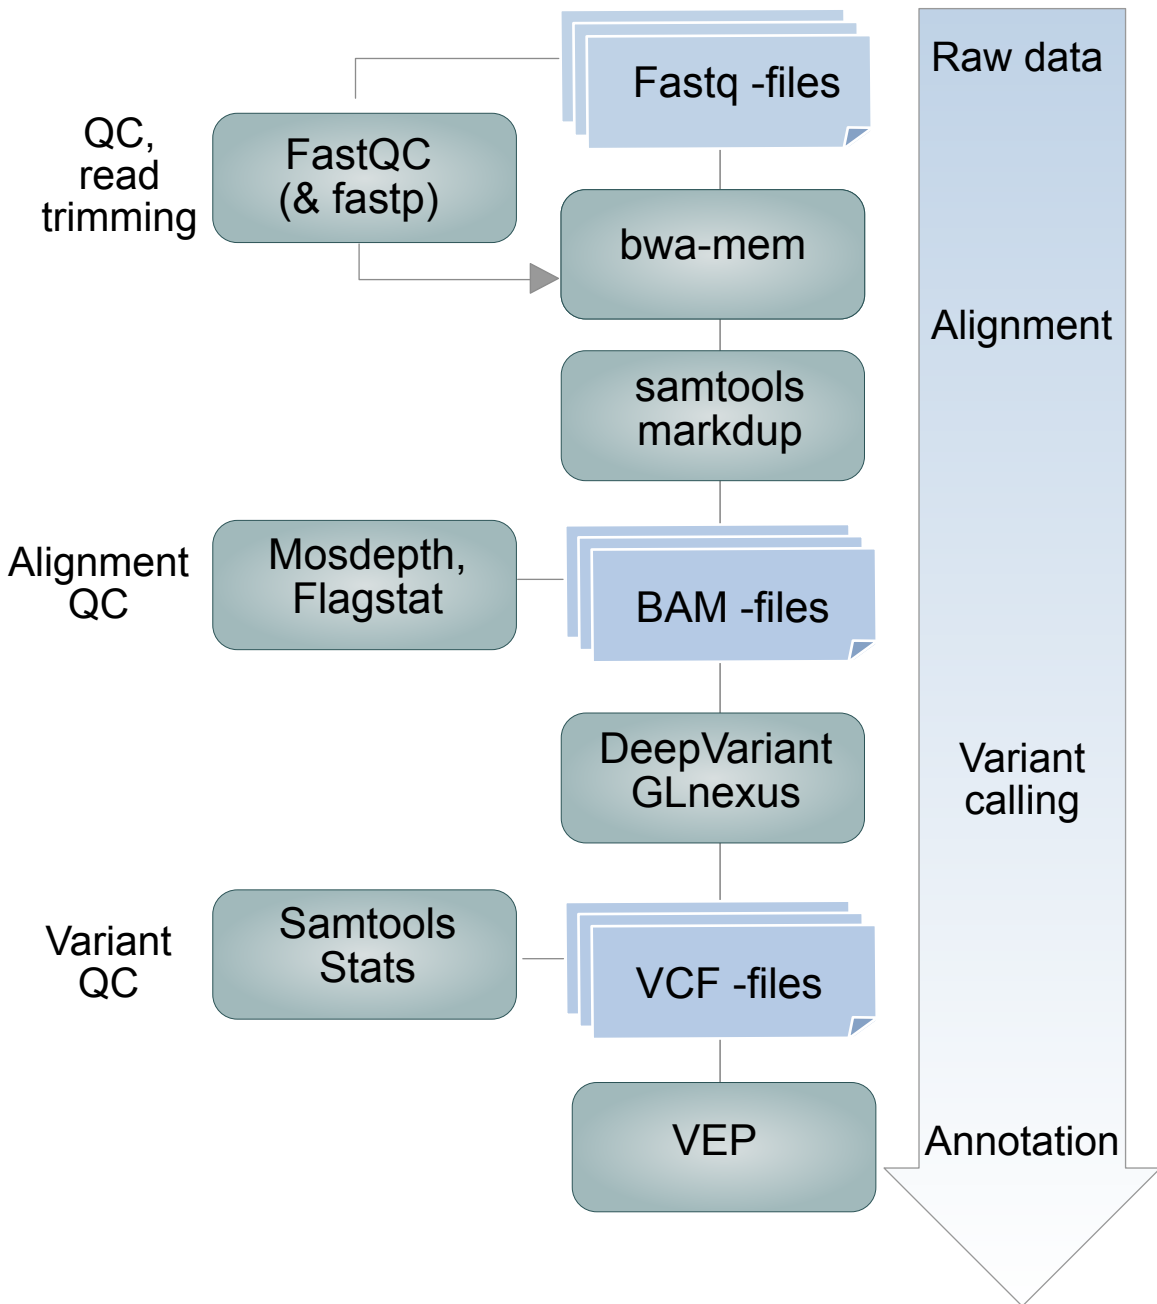 Fastq -files
Raw data
QC,
read
trimming
FastQC
(& fastp)
bwa-mem
Alignment
samtools
markdup
Alignment
QC
Mosdepth,
Flagstat
BAM -files
DeepVariant
GLnexus
Variant
calling
Variant
QC
Samtools
Stats
VCF -files
VEP
Annotation